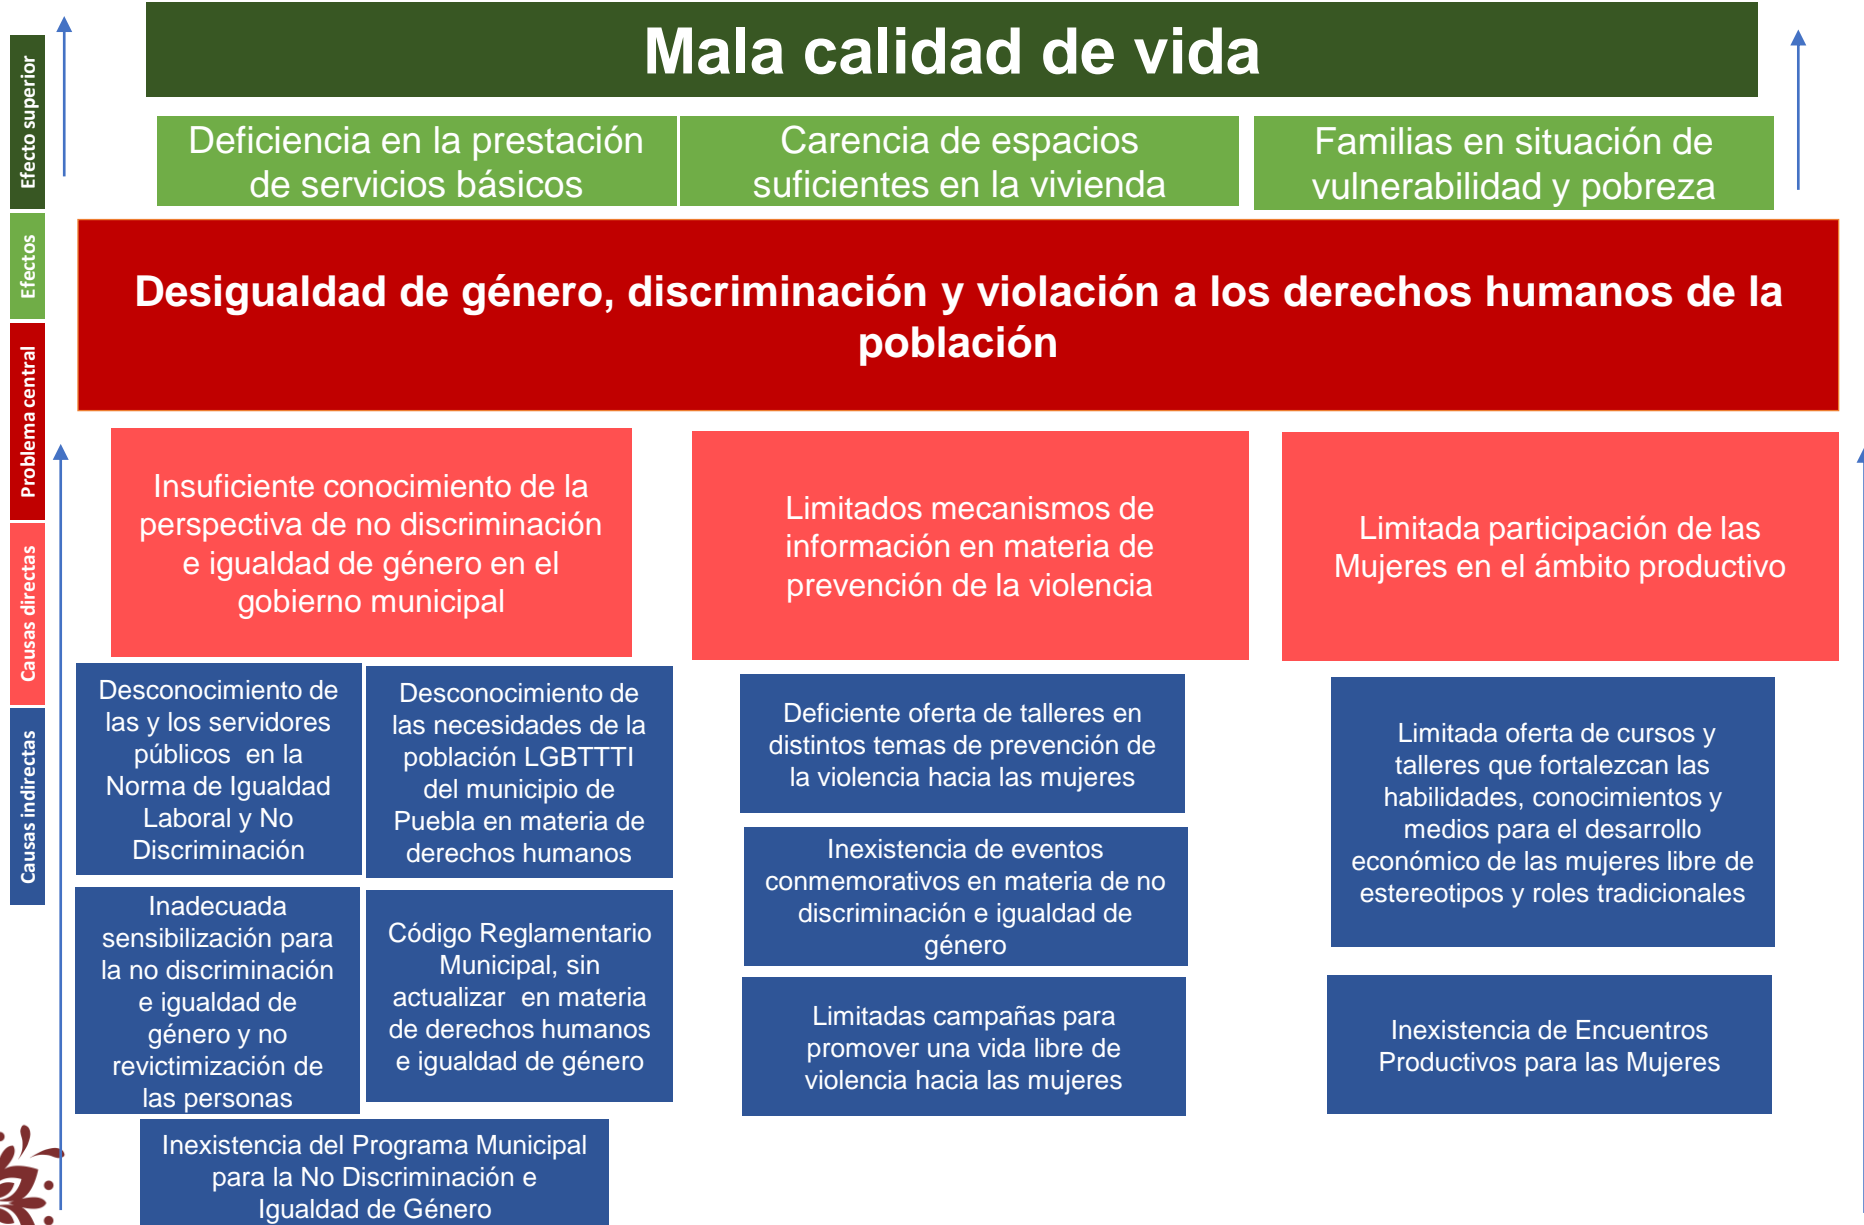 Mala calidad de vida
Efecto superior
Deficiencia en la prestación
de servicios básicos
Carencia de espacios
suficientes en la vivienda
Familias en situación de
vulnerabilidad y pobreza
Efectos
Desigualdad de género, discriminación y violación a los derechos humanos de la
población
Problema central
Insuficiente conocimiento de la
perspectiva de no discriminación
e igualdad de género en el
gobierno municipal
Limitados mecanismos de
información en materia de
prevención de la violencia
Limitada participación de las
Mujeres en el ámbito productivo
Causas directas
Causas indirectas
Desconocimiento de
las y los servidores
públicos  en la
Norma de Igualdad
Laboral y No
Discriminación
Desconocimiento de
las necesidades de la
población LGBTTTI
del municipio de
Puebla en materia de
derechos humanos
Inadecuada
sensibilización para
la no discriminación
e igualdad de
género y no
revictimización de
las personas
Código Reglamentario
Municipal, sin
actualizar  en materia
de derechos humanos
e igualdad de género
Inexistencia del Programa Municipal
para la No Discriminación e
Igualdad de Género
Deficiente oferta de talleres en
distintos temas de prevención de
la violencia hacia las mujeres
Inexistencia de eventos
conmemorativos en materia de no
discriminación e igualdad de
género
Limitadas campañas para
promover una vida libre de
violencia hacia las mujeres
Limitada oferta de cursos y
talleres que fortalezcan las
habilidades, conocimientos y
medios para el desarrollo
económico de las mujeres libre de
estereotipos y roles tradicionales
Inexistencia de Encuentros
Productivos para las Mujeres